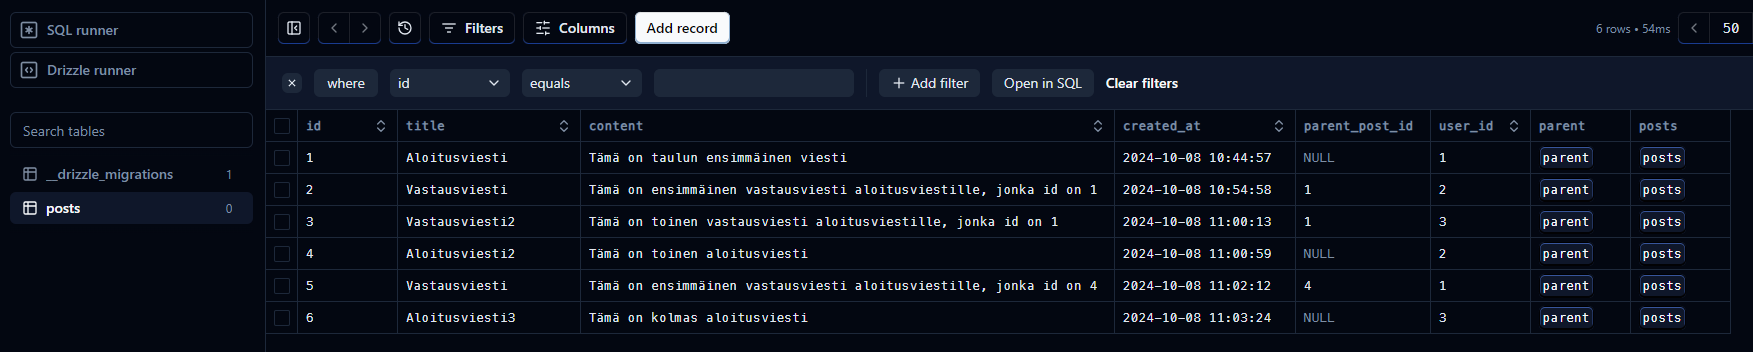 SQL runner
Drizzle runner
Search tables
__drizzle_migrations 1
posts 0
Filters Columns Add record 6 rows • 54ms 50
where id equals Add filter Open in SQL Clear filters
id title content created_at parent_post_id user_id parent posts
1 Aloitusviesti Tämä on taulun ensimmäinen viesti 2024-10-08 10:44:57 NULL 1 parent posts
2 Vastausviesti Tämä on ensimmäinen vastausviesti aloitusviestille, jonka id on 1 2024-10-08 10:54:58 1 2 parent posts
3 Vastausviesti2 Tämä on toinen vastausviesti aloitusviestille, jonka id on 1 2024-10-08 11:00:13 1 3 parent posts
4 Aloitusviesti2 Tämä on toinen aloitusviesti 2024-10-08 11:00:59 NULL 2 parent posts
5 Vastausviesti Tämä on ensimmäinen vastausviesti aloitusviestille, jonka id on 4 2024-10-08 11:02:12 4 1 parent posts
6 Aloitusviesti3 Tämä on kolmas aloitusviesti 2024-10-08 11:03:24 NULL 3 parent posts